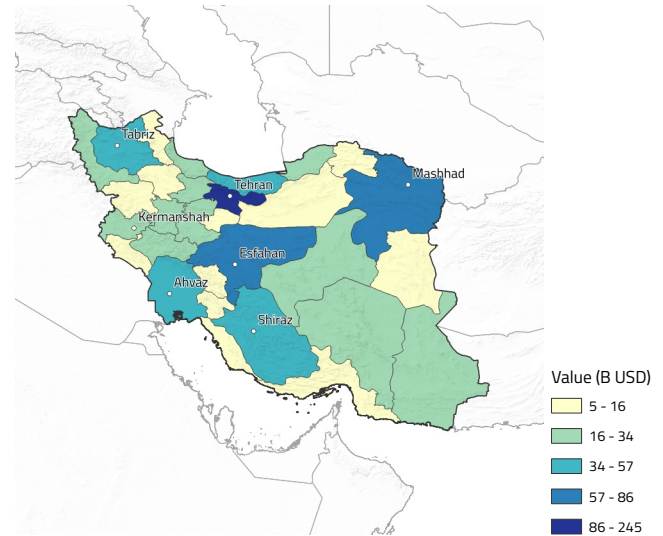 Tabriz
Mashhad
Tehran
Kermanshah
Esfahan
Ahvaz
Shiraz
Value (B USD)
5 - 16
16 - 34
34 - 57
57 - 86
86 - 245